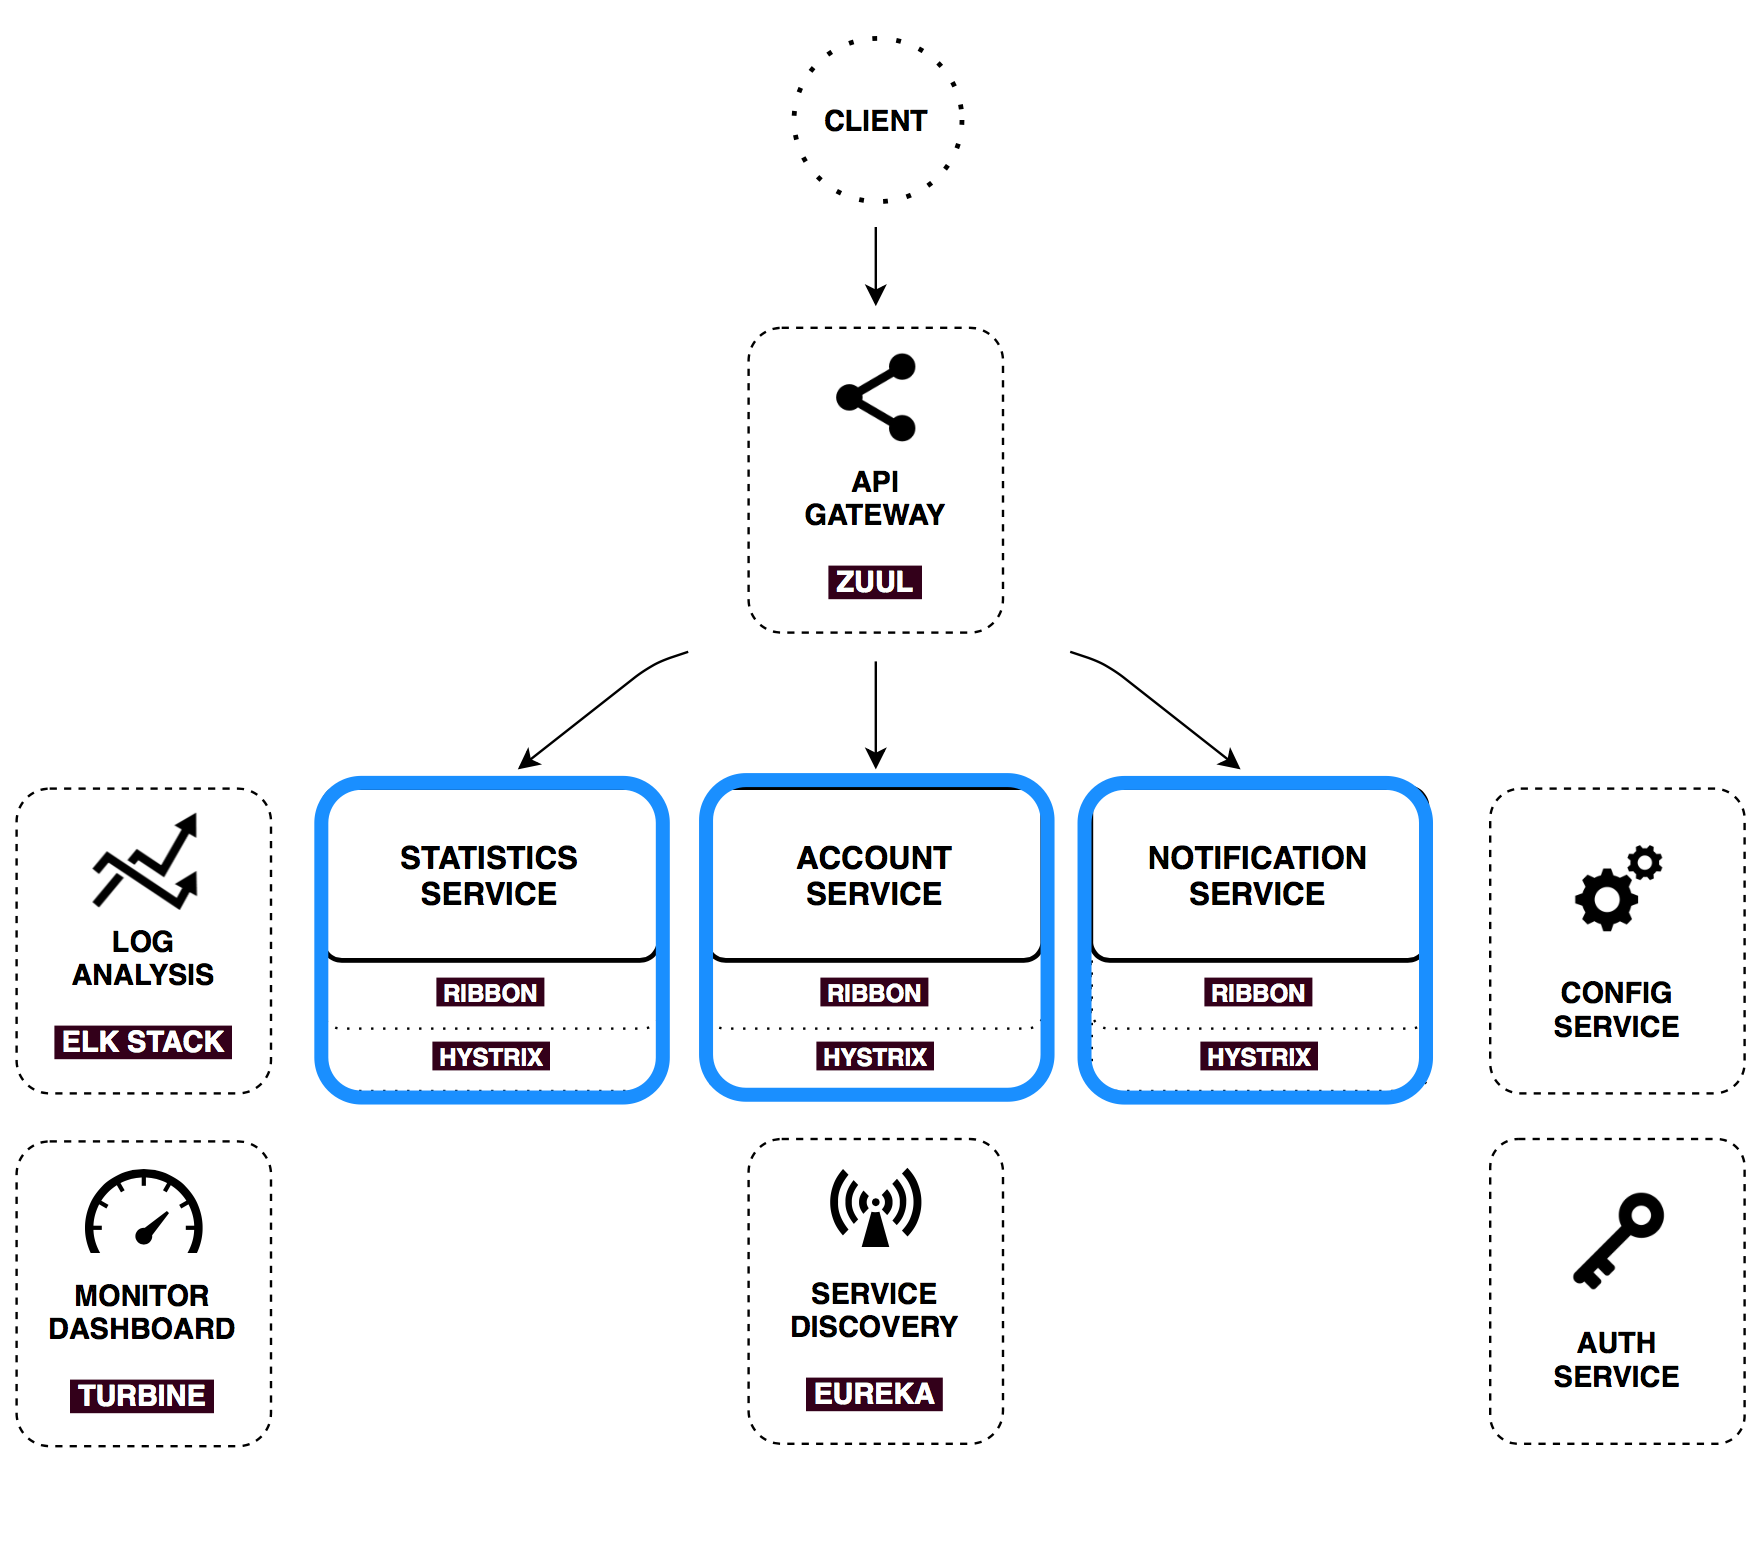 CLIENT
API
GATEWAY
ZUUL
LOG
ANALYSIS
ELK STACK
STATISTICS
SERVICE
RIBBON
HYSTRIX
ACCOUNT
SERVICE
RIBBON
HYSTRIX
NOTIFICATION
SERVICE
RIBBON
HYSTRIX
CONFIG
SERVICE
MONITOR
DASHBOARD
TURBINE
SERVICE
DISCOVERY
EUREKA
AUTH
SERVICE